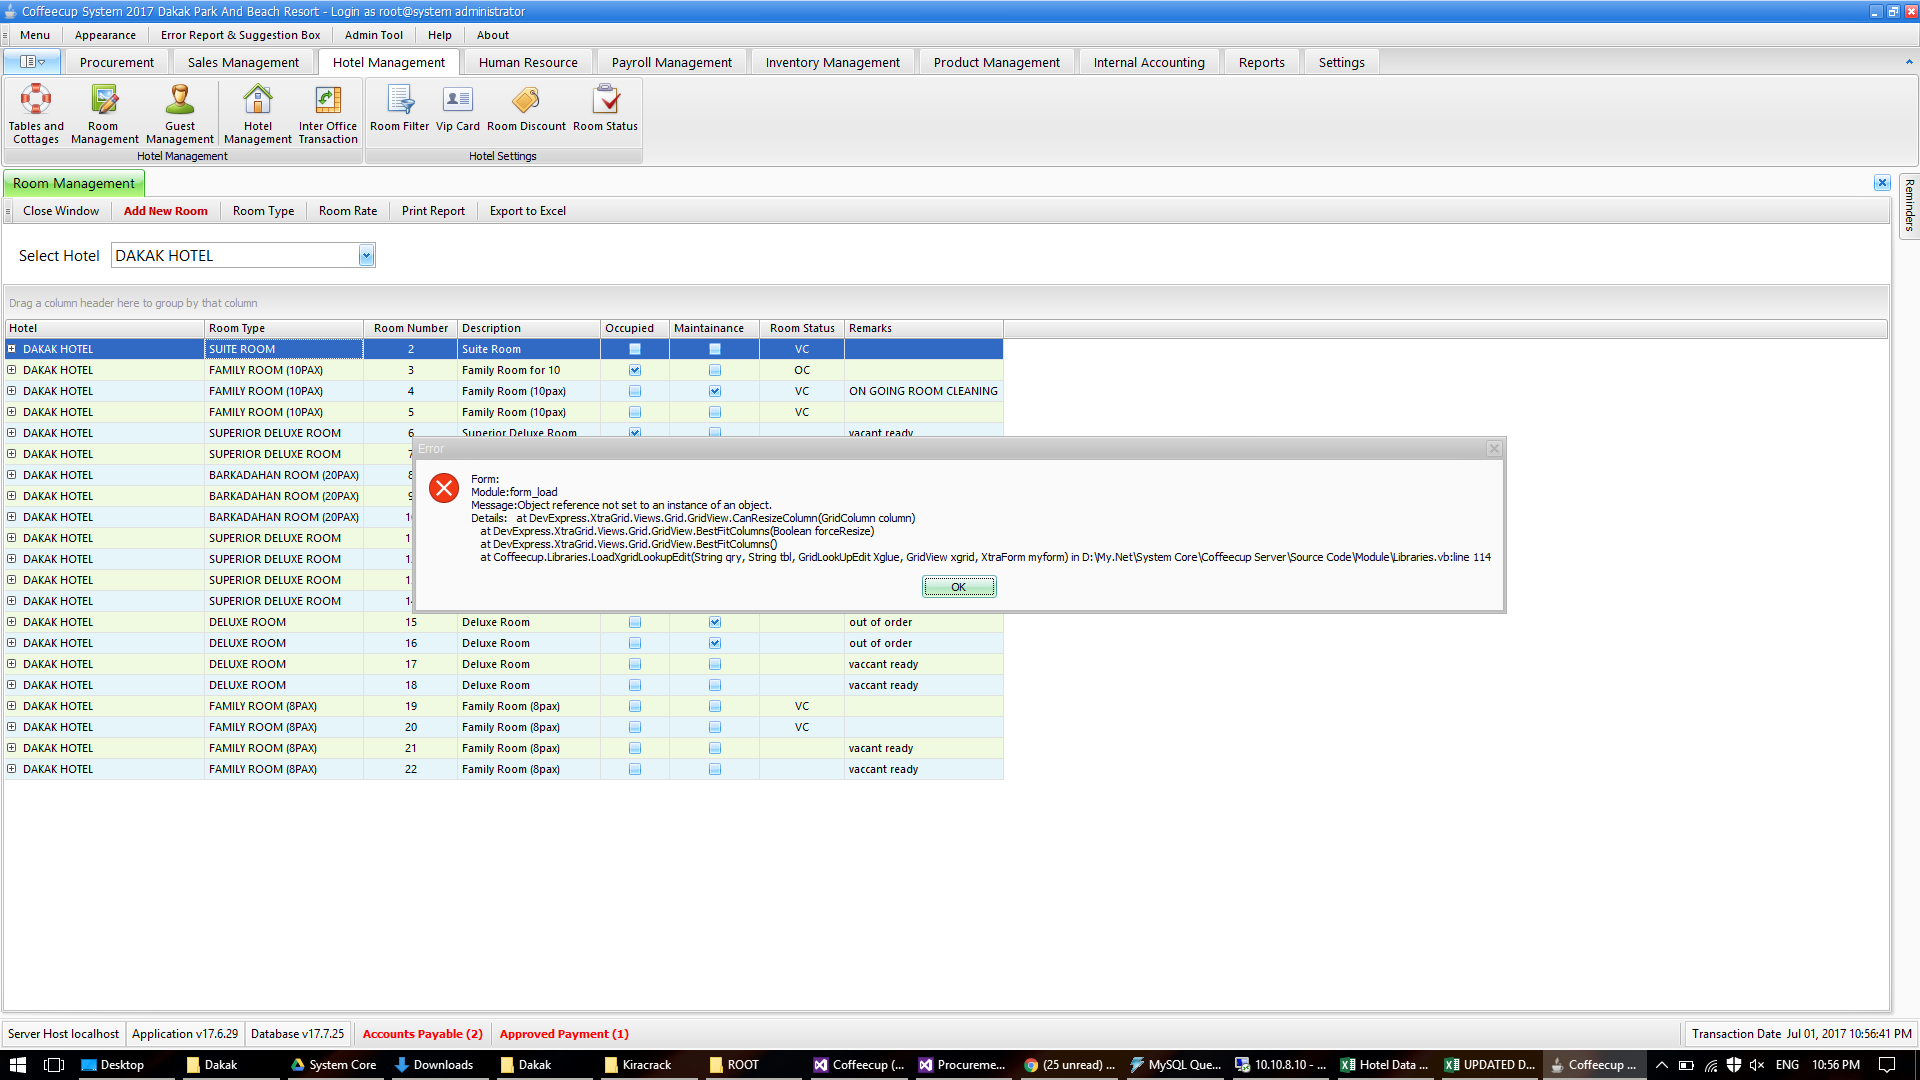 Coffeecup System 2017 Dakak Park And Beach Resort - Login as root@system administrator
Menu Appearance Error Report & Suggestion Box Admin Tool Help About
Procurement Sales Management Hotel Management Human Resource Payroll Management Inventory Management Product Management Internal Accounting Reports Settings
Tables and Cottages Room Management Guest Management Hotel Management Inter Office Transaction Room Filter Vip Card Room Discount Room Status
Hotel Management Hotel Settings
Room Management
Reminders
Close Window Add New Room Room Type Room Rate Print Report Export to Excel
Select Hotel DAKAK HOTEL
Drag a column header here to group by that column
Hotel Room Type Room Number Description Occupied Maintainance Room Status Remarks
DAKAK HOTEL SUITE ROOM 2 Suite Room VC
DAKAK HOTEL FAMILY ROOM (10PAX) 3 Family Room for 10 OC
DAKAK HOTEL FAMILY ROOM (10PAX) 4 Family Room (10pax) VC ON GOING ROOM CLEANING
DAKAK HOTEL FAMILY ROOM (10PAX) 5 Family Room (10pax) VC
DAKAK HOTEL SUPERIOR DELUXE ROOM 6 Superior Deluxe Room vacant ready
DAKAK HOTEL SUPERIOR DELUXE ROOM
DAKAK HOTEL BARKADAHAN ROOM (20PAX)
DAKAK HOTEL BARKADAHAN ROOM (20PAX)
DAKAK HOTEL BARKADAHAN ROOM (20PAX)
DAKAK HOTEL SUPERIOR DELUXE ROOM
DAKAK HOTEL SUPERIOR DELUXE ROOM
DAKAK HOTEL SUPERIOR DELUXE ROOM
DAKAK HOTEL SUPERIOR DELUXE ROOM
Error
Form:
Module:form_load
Message:Object reference not set to an instance of an object.
Details: at DevExpress.XtraGrid.Views.Grid.GridView.CanResizeColumn(GridColumn column)
at DevExpress.XtraGrid.Views.Grid.GridView.BestFitColumns(Boolean forceResize)
at DevExpress.XtraGrid.Views.Grid.GridView.BestFitColumns()
at Coffeecup.Libraries.LoadXgridLookupEdit(String qry, String tbl, GridLookUpEdit Xglue, GridView xgrid, XtraForm myform) in D:\My.Net\System Core\Coffeecup Server\Source Code\Module\Libraries.vb:line 114
OK
DAKAK HOTEL DELUXE ROOM 15 Deluxe Room out of order
DAKAK HOTEL DELUXE ROOM 16 Deluxe Room out of order
DAKAK HOTEL DELUXE ROOM 17 Deluxe Room vaccant ready
DAKAK HOTEL DELUXE ROOM 18 Deluxe Room vaccant ready
DAKAK HOTEL FAMILY ROOM (8PAX) 19 Family Room (8pax) VC
DAKAK HOTEL FAMILY ROOM (8PAX) 20 Family Room (8pax) VC
DAKAK HOTEL FAMILY ROOM (8PAX) 21 Family Room (8pax) vacant ready
DAKAK HOTEL FAMILY ROOM (8PAX) 22 Family Room (8pax) vaccant ready
Server Host localhost Application v17.6.29 Database v17.7.25 Accounts Payable (2) Approved Payment (1) Transaction Date Jul 01, 2017 10:56:41 PM
Desktop Dakak System Core Downloads Dakak Kiracrack ROOT Coffeecup (... Procureme... (25 unread) ... MySQL Que... 10.10.8.10 - ... Hotel Data ... UPDATED D... Coffeecup ... ENG 10:56 PM